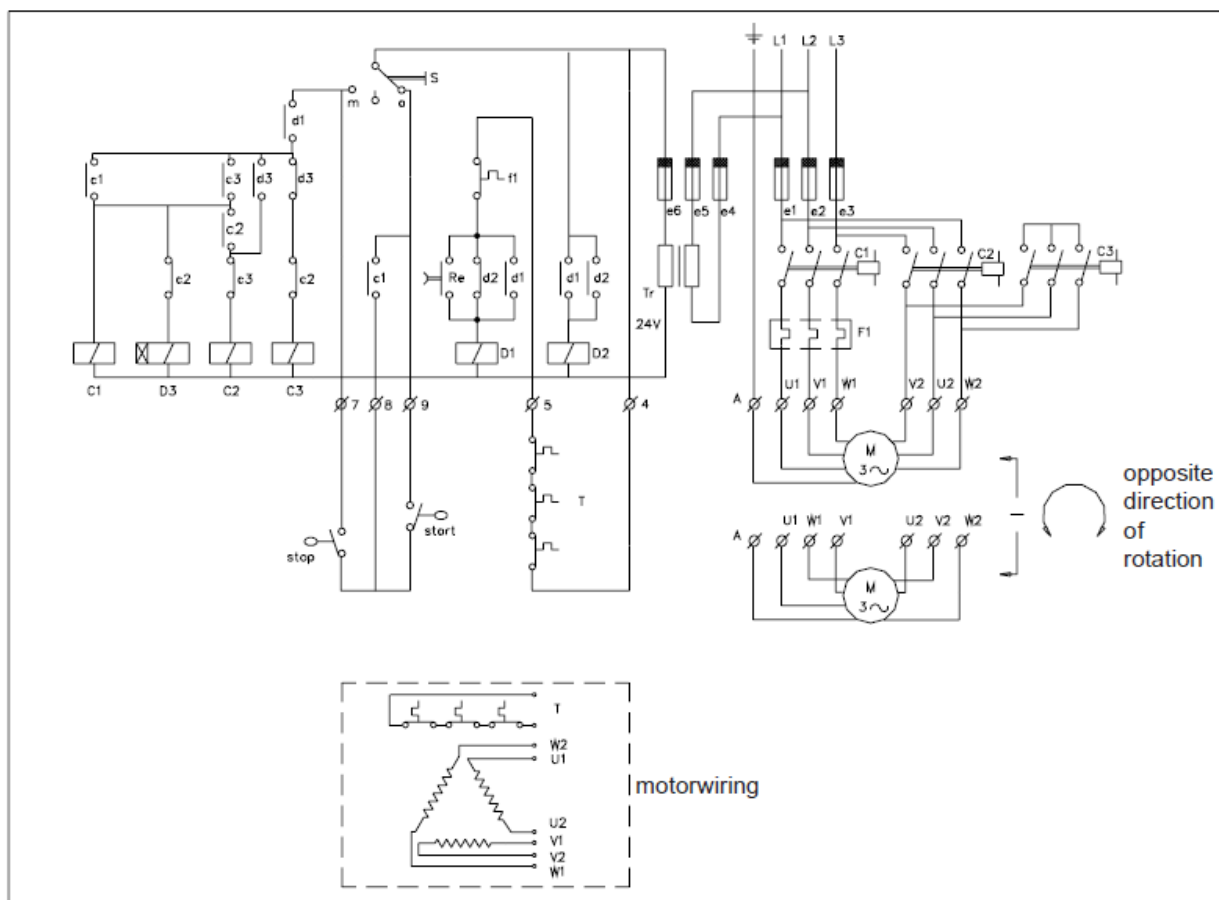 L1 L2 L3
S
m a
d1
c1 c3 d3 d3
f1
e6 e5 e4 e1 e2 e3
c2
C1 C2 C3
c2 c3 c2 c1 Re d2 d1 d1 d2
Tr
24V
F1
D1 D2
C1 D3 C2 C3
7 8 9 5 4
A U1 V1 W1 V2 U2 W2
M
3
T
opposite
direction
of
rotation
start
stop
A U1 W1 V1 U2 V2 W2
M
3
T
W2
U1
motorwiring
U2
V1
V2
W1